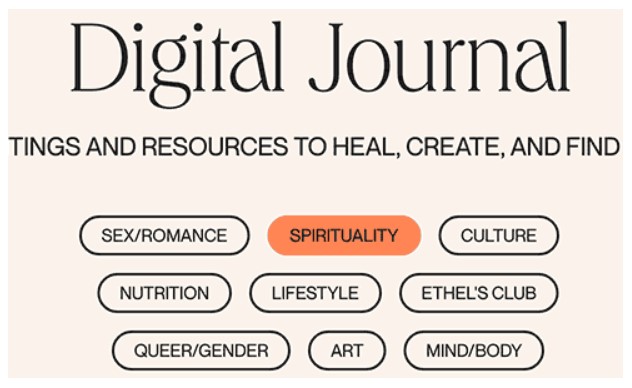 Digital Journal
TINGS AND RESOURCES TO HEAL, CREATE, AND FIND
SEX/ROMANCE SPIRITUALITY CULTURE
NUTRITION LIFESTYLE ETHEL'S CLUB
QUEER/GENDER ART MIND/BODY